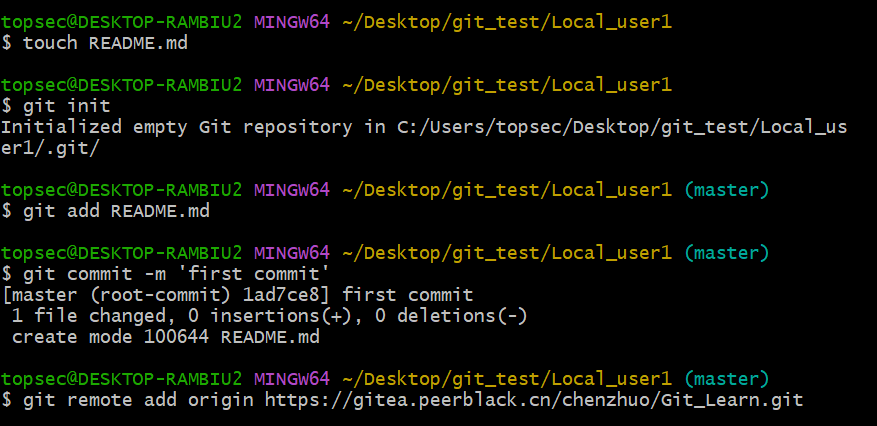 topsec@DESKTOP-RAMBIU2 MINGW64 ~/Desktop/git_test/Local_user1
$ touch README.md
topsec@DESKTOP-RAMBIU2 MINGW64 ~/Desktop/git_test/Local_user1
$ git init
Initialized empty Git repository in C:/Users/topsec/Desktop/git_test/Local_us
er1/.git/
topsec@DESKTOP-RAMBIU2 MINGW64 ~/Desktop/git_test/Local_user1 (master)
$ git add README.md
topsec@DESKTOP-RAMBIU2 MINGW64 ~/Desktop/git_test/Local_user1 (master)
$ git commit -m 'first commit'
[master (root-commit) 1ad7ce8] first commit
 1 file changed, 0 insertions(+), 0 deletions(-)
 create mode 100644 README.md
topsec@DESKTOP-RAMBIU2 MINGW64 ~/Desktop/git_test/Local_user1 (master)
$ git remote add origin https://gitea.peerblack.cn/chenzhuo/Git_Learn.git